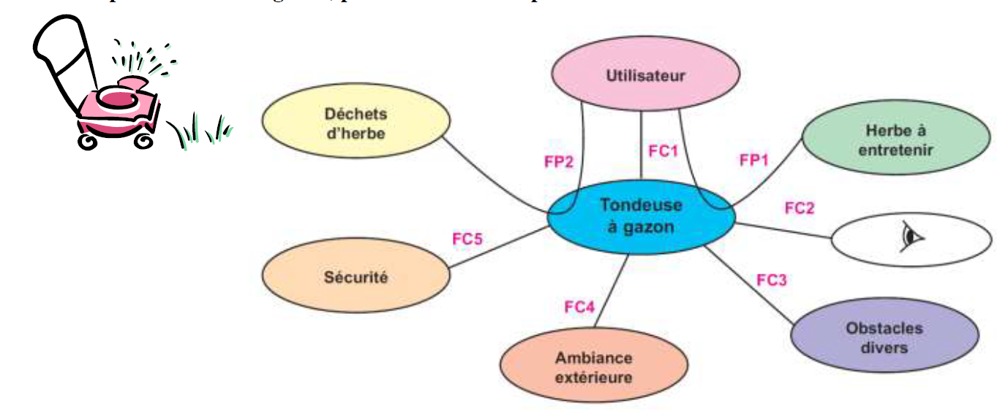 Utilisateur
Déchets
d'herbe
Herbe à
entretenir
FP2
FC1
FP1
Tondeuse
à gazon
FC2
FC5
Sécurité
FC3
FC4
Obstacles
divers
Ambiance
extérieure